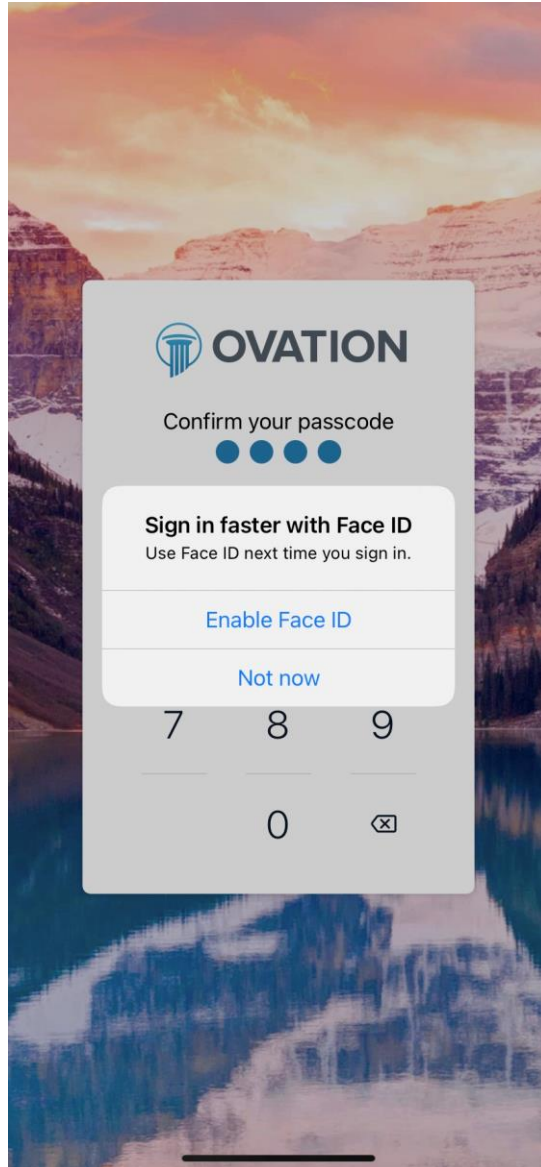 OVATION
Confirm your passcode
Sign in faster with Face ID
Use Face ID next time you sign in.
Enable Face ID
Not now
7 8 9
0